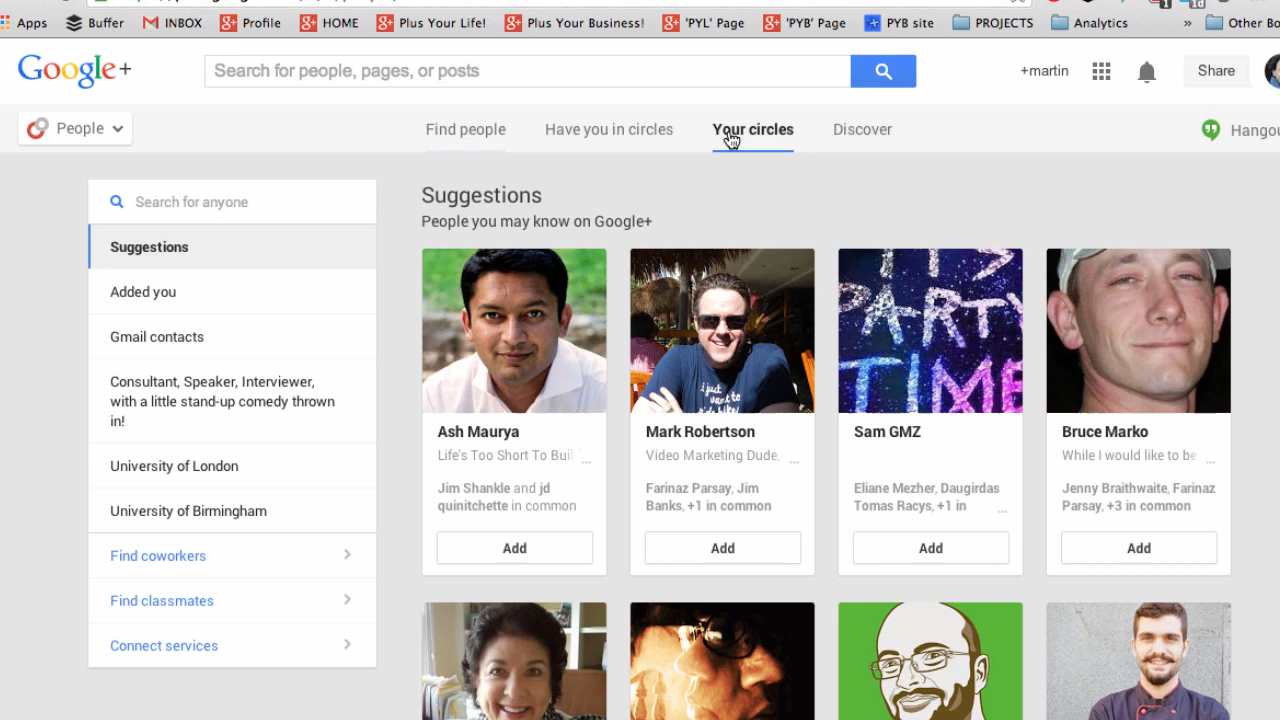 Apps Buffer INBOX Profile HOME Plus Your Life! Plus Your Business! 'PYL' Page 'PYB' Page PYB site PROJECTS Analytics » Other Bo
Google+ Search for people, pages, or posts +martin Share
People Find people Have you in circles Your circles Discover Hangou
Search for anyone
Suggestions
Added you
Gmail contacts
Consultant, Speaker, Interviewer,
with a little stand-up comedy thrown
in!
University of London
University of Birmingham
Find coworkers
Find classmates
Connect services
Suggestions
People you may know on Google+
Ash Maurya
Life's Too Short To Buil ...
Jim Shankle and jd
quinitchette in common
Add
i just
want to
Mark Robertson
Video Marketing Dude, ...
Farinaz Parsay, Jim
Banks, +1 in common
Add
IT'S
PARTY
TIME
Sam GMZ
Eliane Mezher, Daugirdas
Tomas Racys, +1 in ...
Add
Bruce Marko
While I would like to be ...
Jenny Braithwaite, Farinaz
Parsay, +3 in common
Add